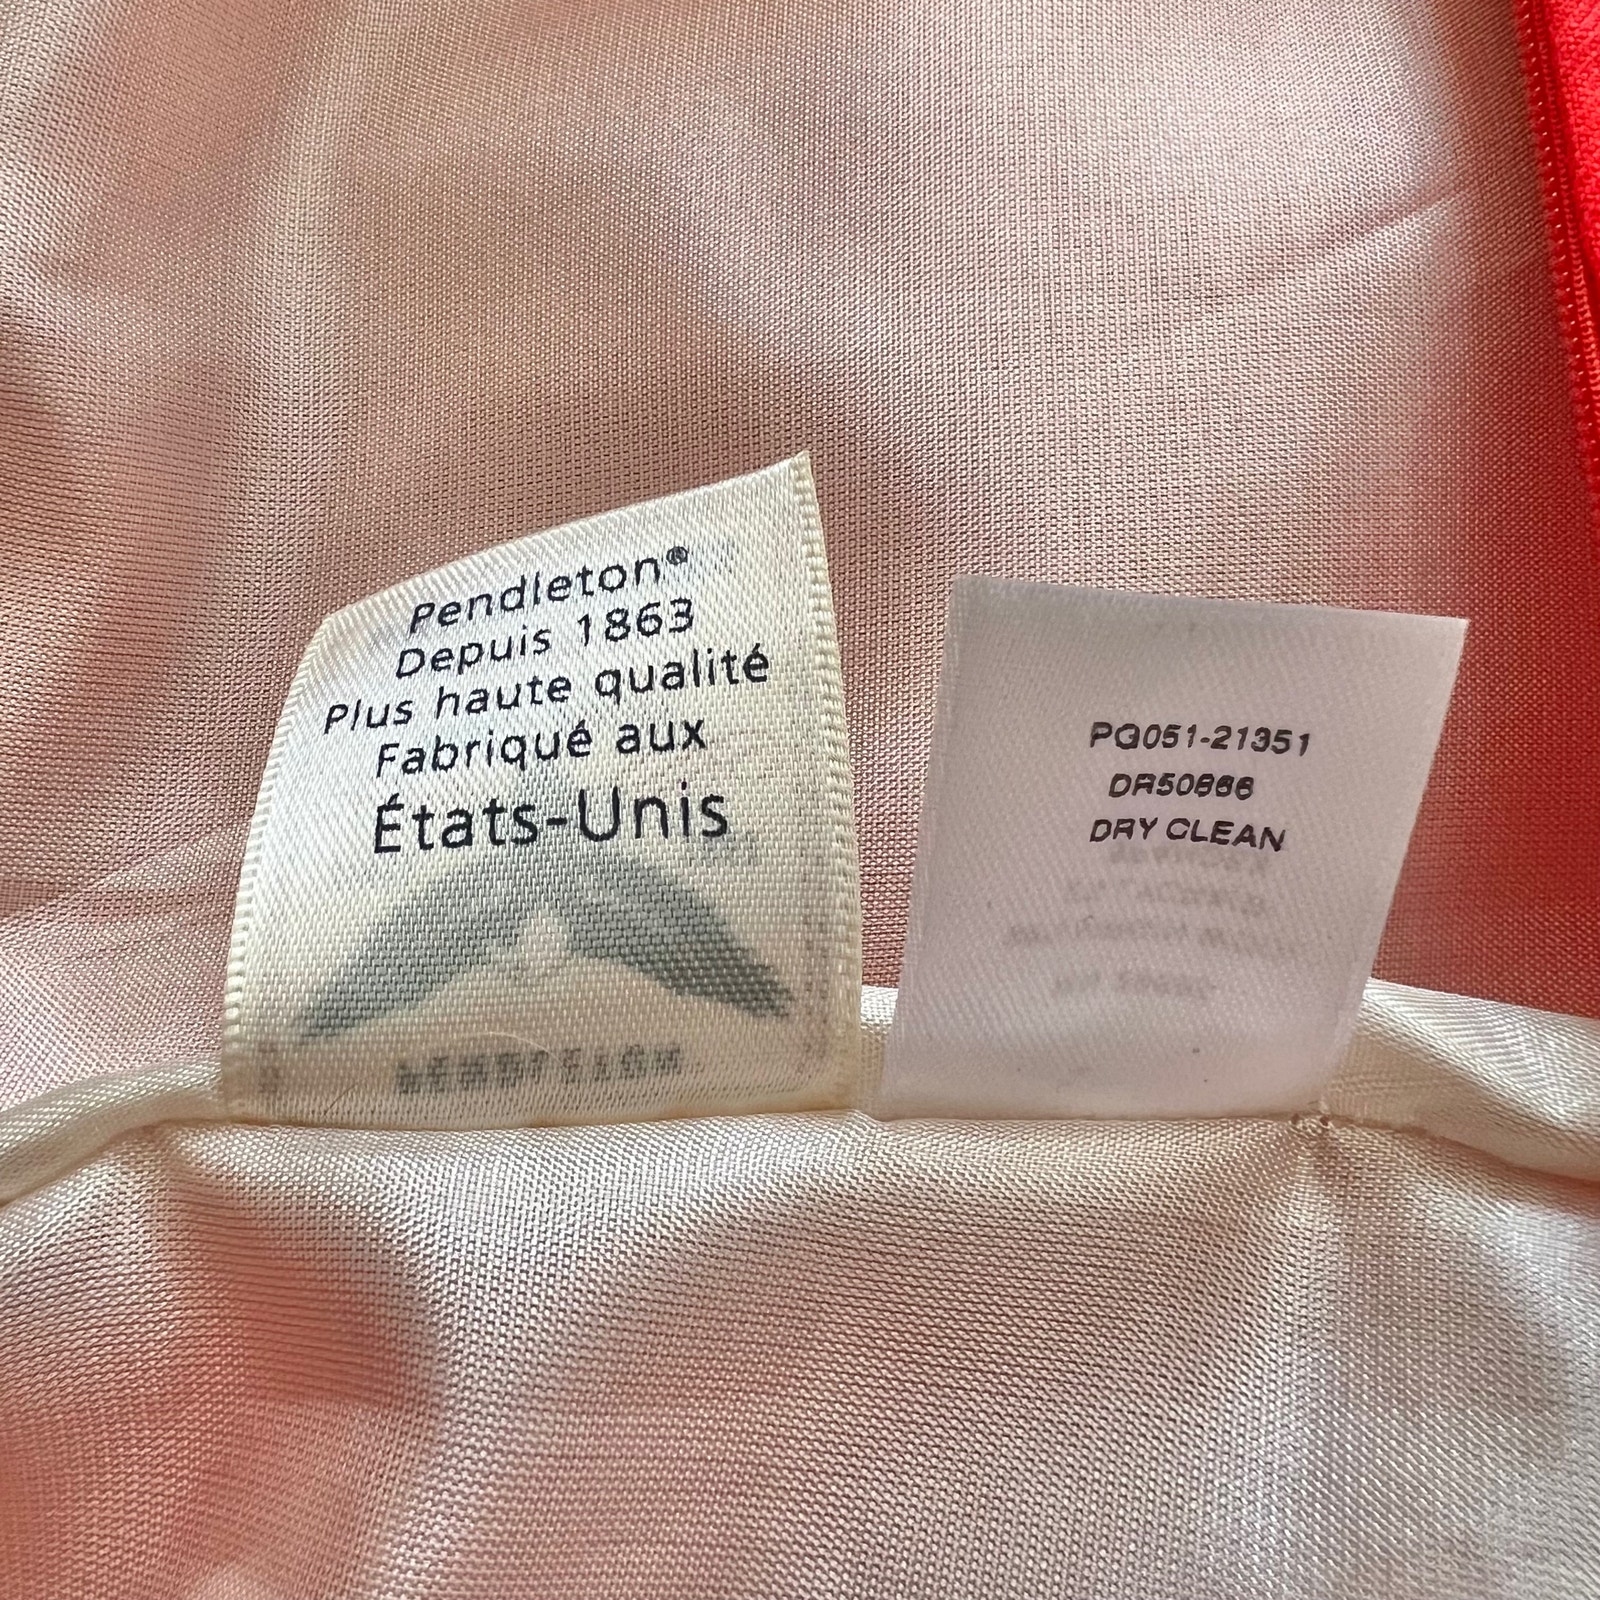 Pendleton®
Depuis 1863
Plus haute qualité
Fabriqué aux
États-Unis
PG051-21351
DR50866
DRY CLEAN